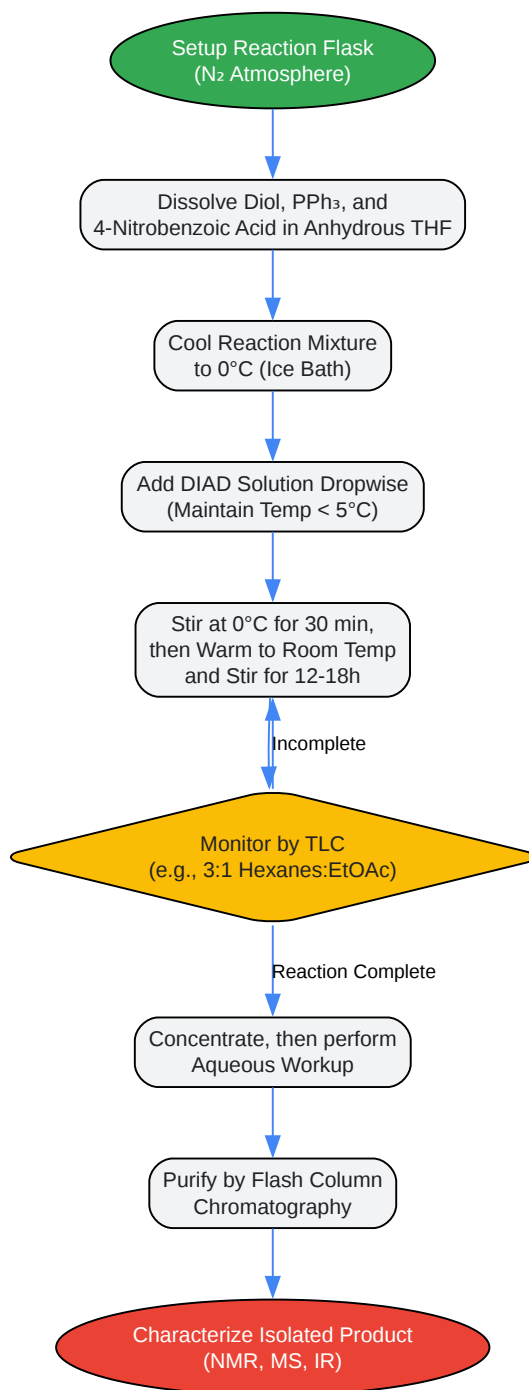 Setup Reaction Flask
(N₂ Atmosphere)
Dissolve Diol, PPh₃, and
4-Nitrobenzoic Acid in Anhydrous THF
Cool Reaction Mixture
to 0°C (Ice Bath)
Add DIAD Solution Dropwise
(Maintain Temp < 5°C)
Stir at 0°C for 30 min,
then Warm to Room Temp
and Stir for 12-18h
Incomplete
Monitor by TLC
(e.g., 3:1 Hexanes:EtOAc)
Reaction Complete
Concentrate, then perform
Aqueous Workup
Purify by Flash Column
Chromatography
Characterize Isolated Product
(NMR, MS, IR)